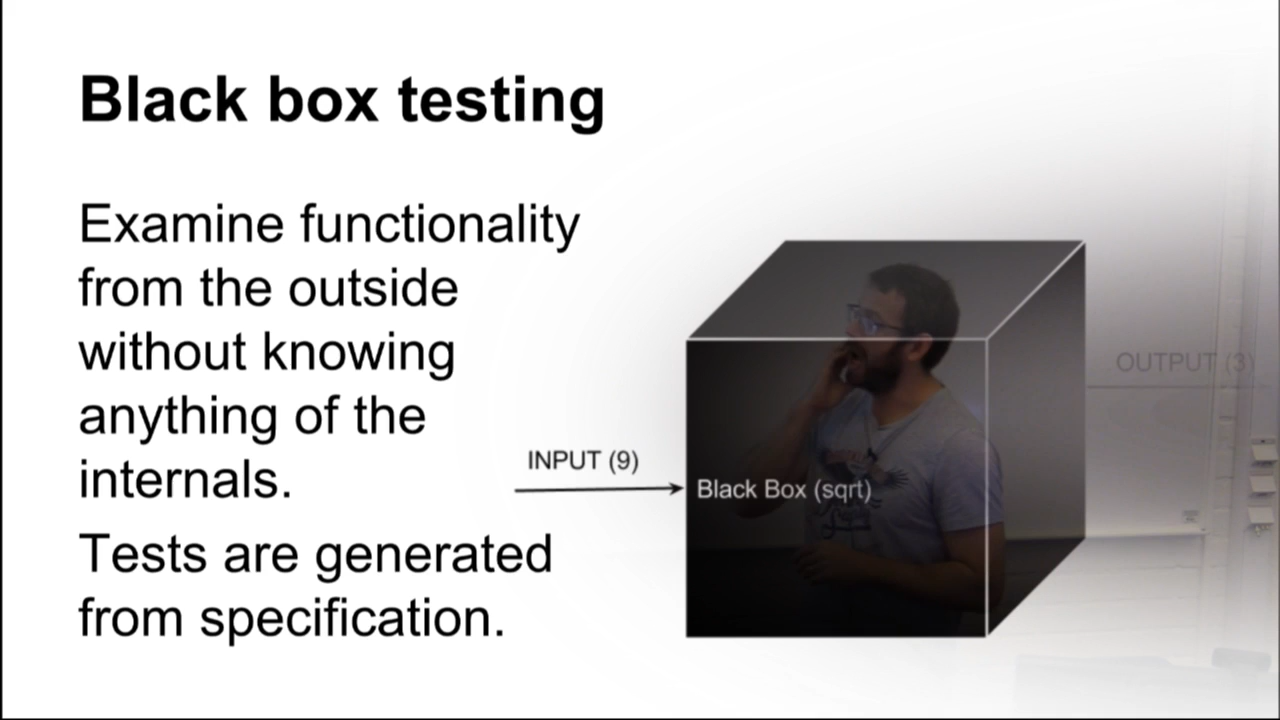 Black box testing
Examine functionality
from the outside
without knowing
anything of the
internals.
Tests are generated
from specification.
INPUT (9)
Black Box (sqrt)
OUTPUT (3)